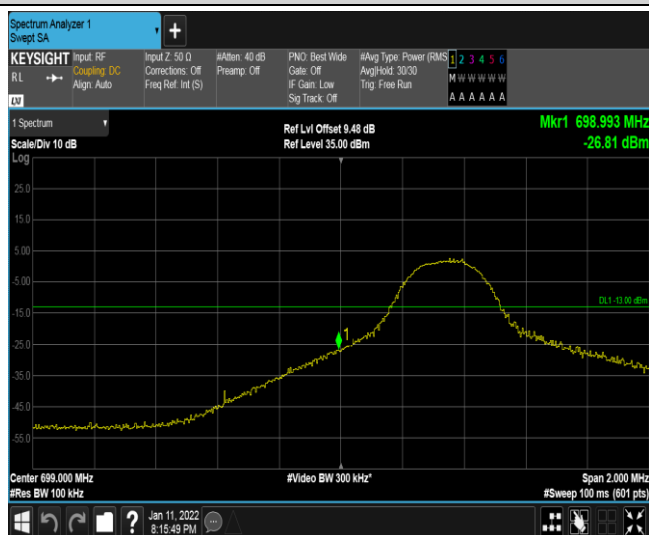 Spectrum Analyzer 1
Swept SA
+
KEYSIGHT
RL
LXI
Input: RF
Coupling: DC
Align: Auto
Input Z: 50 Ω
Corrections: Off
Freq Ref: Int (S)
#Atten: 40 dB
Preamp: Off
PNO: Best Wide
Gate: Off
IF Gain: Low
Sig Track: Off
#Avg Type: Power (RMS
Avg|Hold: 30/30
Trig: Free Run
1 2 3 4 5 6
M W W W W W
A A A A A A
1 Spectrum
Scale/Div 10 dB
Log
Ref Lvl Offset 9.48 dB
Ref Level 35.00 dBm
Mkr1 698.993 MHz
-26.81 dBm
25.0
15.0
5.00
-5.00
DL1 -13.00 dBm
-15.0
1
-25.0
-35.0
-45.0
-55.0
Center 699.000 MHz
#Res BW 100 kHz
#Video BW 300 kHz*
Span 2.000 MHz
#Sweep 100 ms (601 pts)
?
Jan 11, 2022
8:15:49 PM